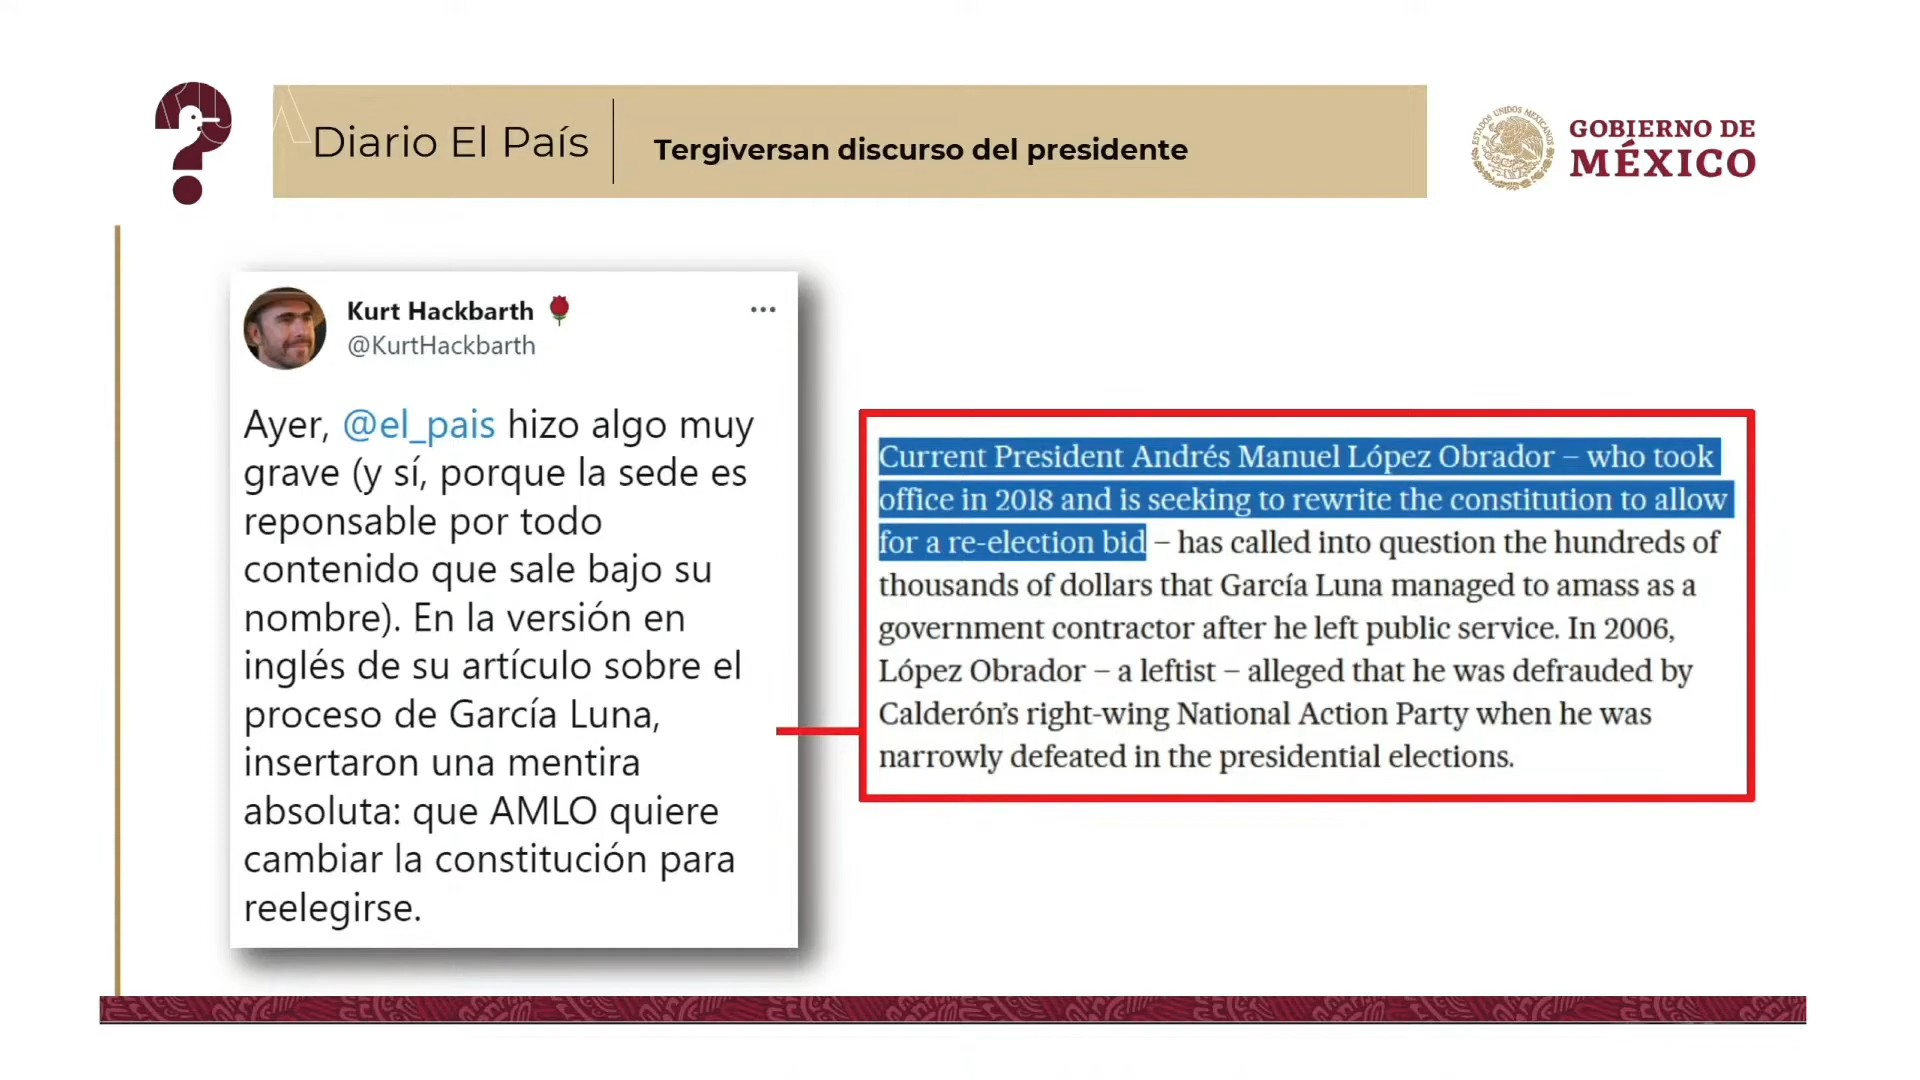 Diario El País
Tergiversan discurso del presidente
ESTADOS UNIDOS MEXICANOS
GOBIERNO DE
MÉXICO
Kurt Hackbarth 🌹
@KurtHackbarth
Ayer, @el_pais hizo algo muy
grave (y sí, porque la sede es
reponsable por todo
contenido que sale bajo su
nombre). En la versión en
inglés de su artículo sobre el
proceso de García Luna,
insertaron una mentira
absoluta: que AMLO quiere
cambiar la constitución para
reelegirse.
Current President Andrés Manuel López Obrador – who took
office in 2018 and is seeking to rewrite the constitution to allow
for a re-election bid – has called into question the hundreds of
thousands of dollars that García Luna managed to amass as a
government contractor after he left public service. In 2006,
López Obrador – a leftist – alleged that he was defrauded by
Calderón’s right-wing National Action Party when he was
narrowly defeated in the presidential elections.